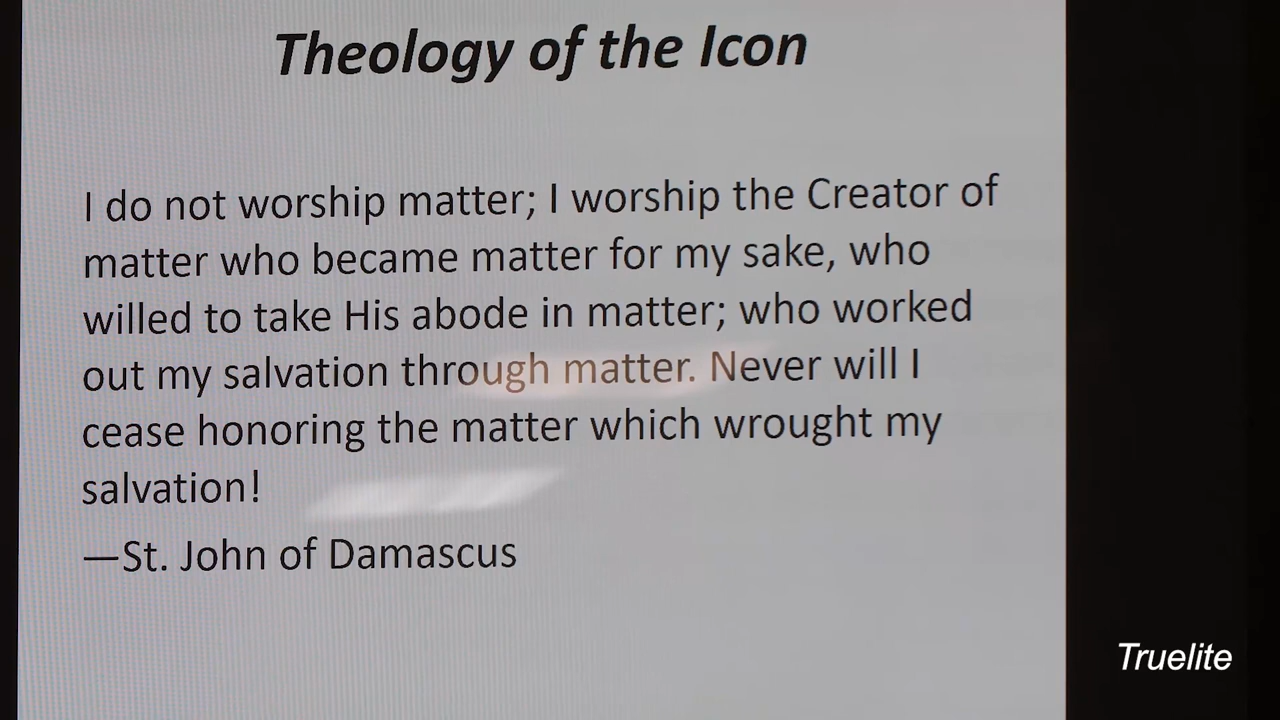 Theology of the Icon
I do not worship matter; I worship the Creator of
matter who became matter for my sake, who
willed to take His abode in matter; who worked
out my salvation through matter. Never will I
cease honoring the matter which wrought my
salvation!
—St. John of Damascus
Truelite